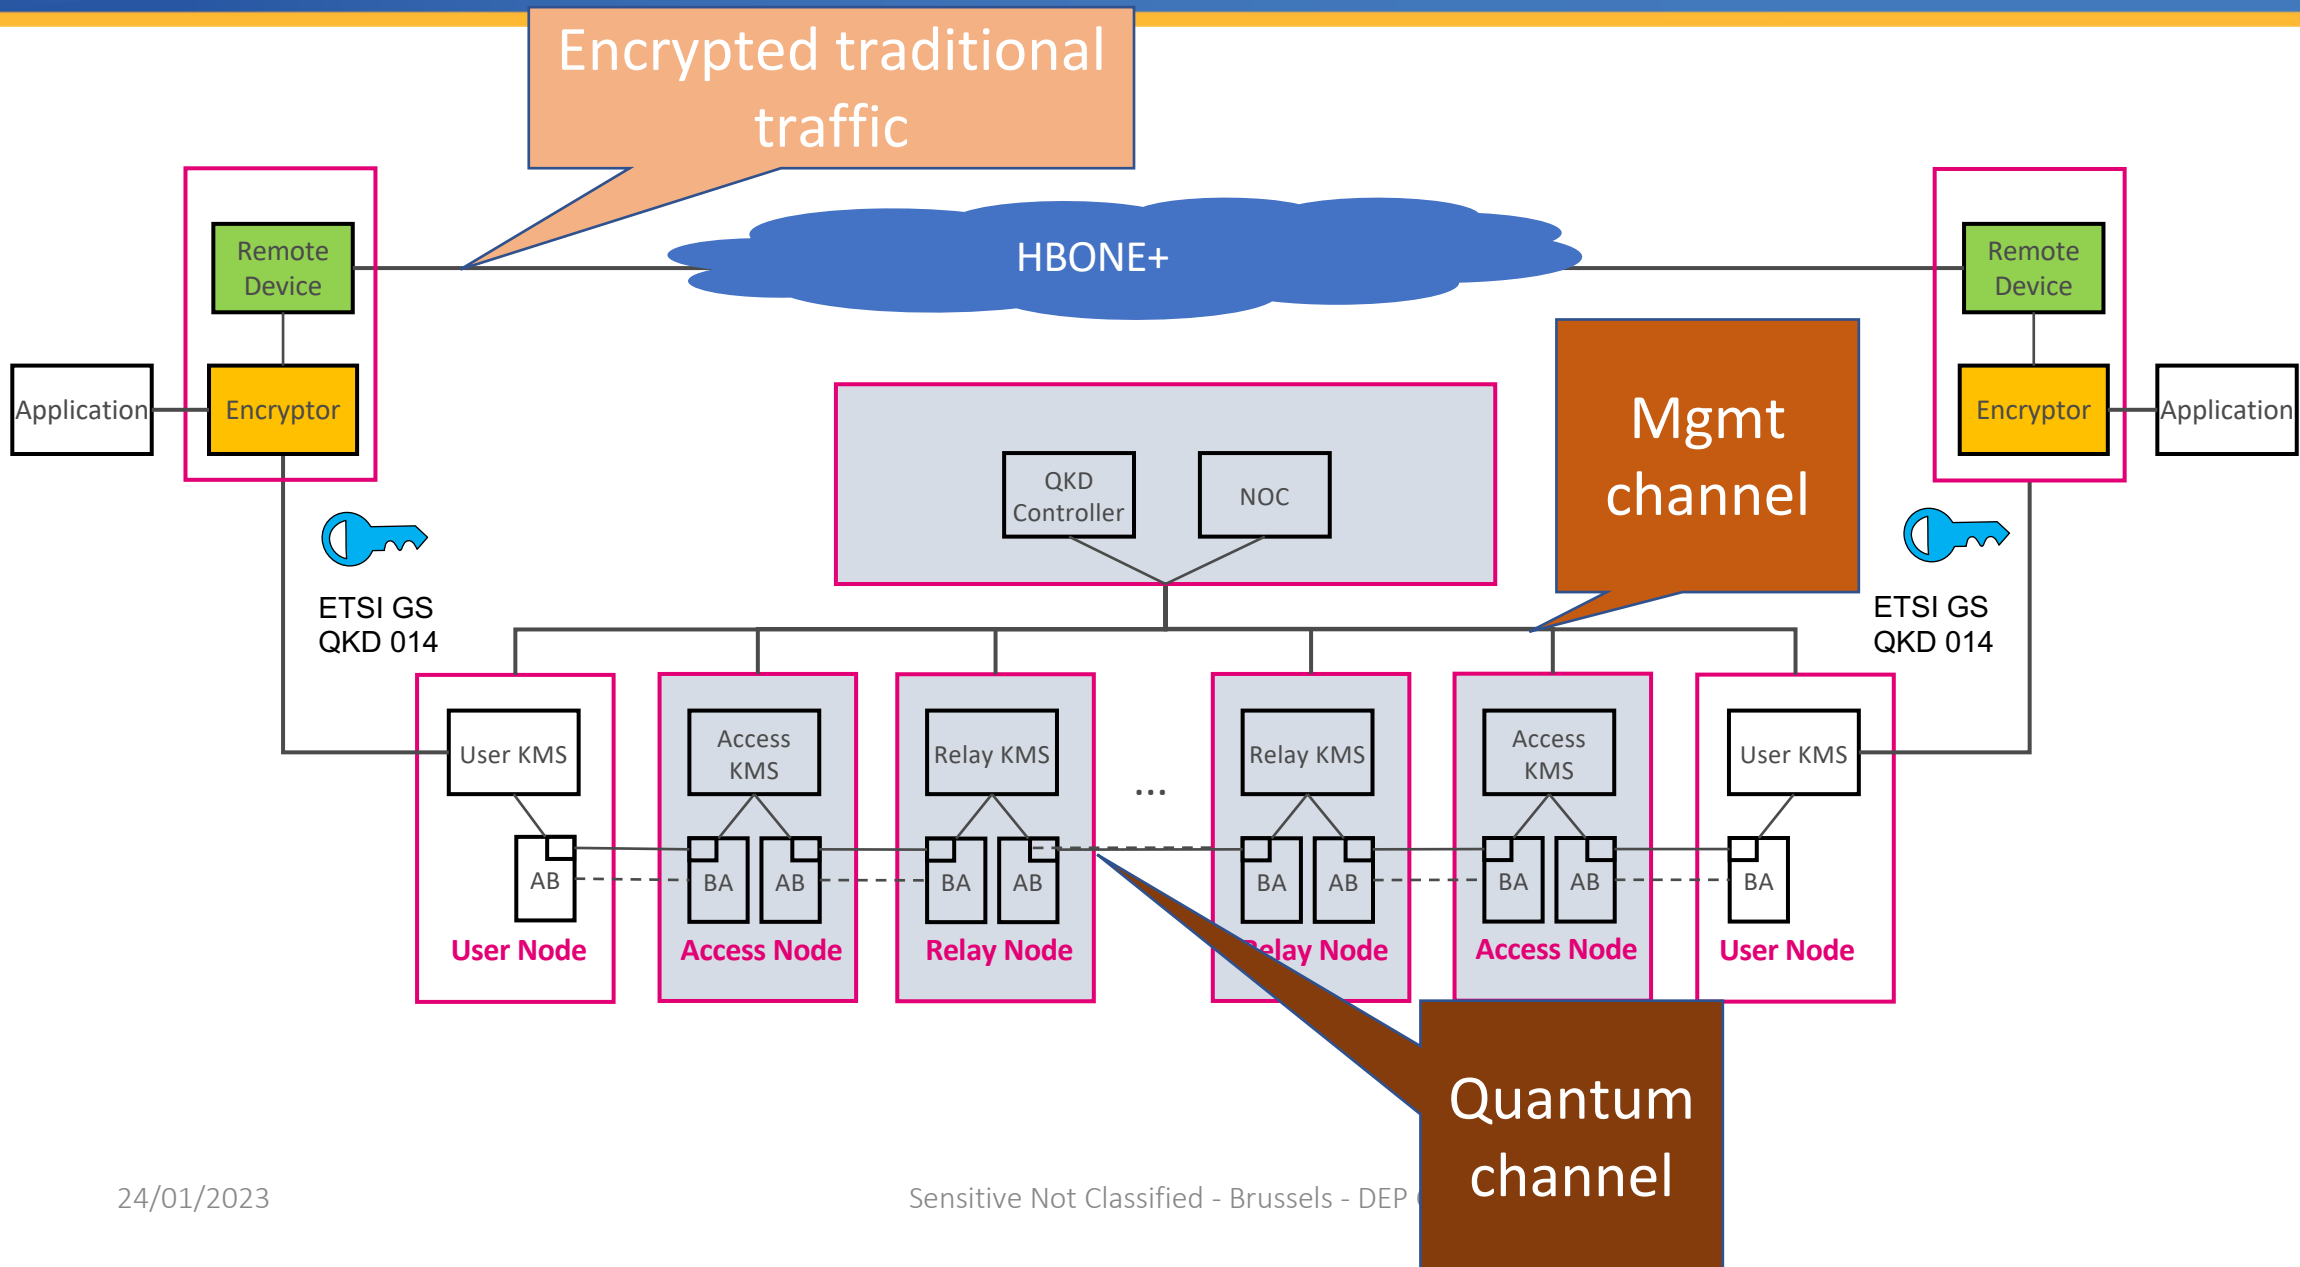 Encrypted traditional
traffic
HBONE+
Remote
Device
Remote
Device
Application
Encryptor
Encryptor
Application
QKD
Controller
NOC
Mgmt
channel
ETSI GS
QKD 014
ETSI GS
QKD 014
User KMS
Access
KMS
Relay KMS
...
Relay KMS
Access
KMS
User KMS
AB
BA
AB
BA
AB
BA
AB
BA
AB
BA
User Node
Access Node
Relay Node
Relay Node
Access Node
User Node
Quantum
channel
24/01/2023
Sensitive Not Classified - Brussels - DEP